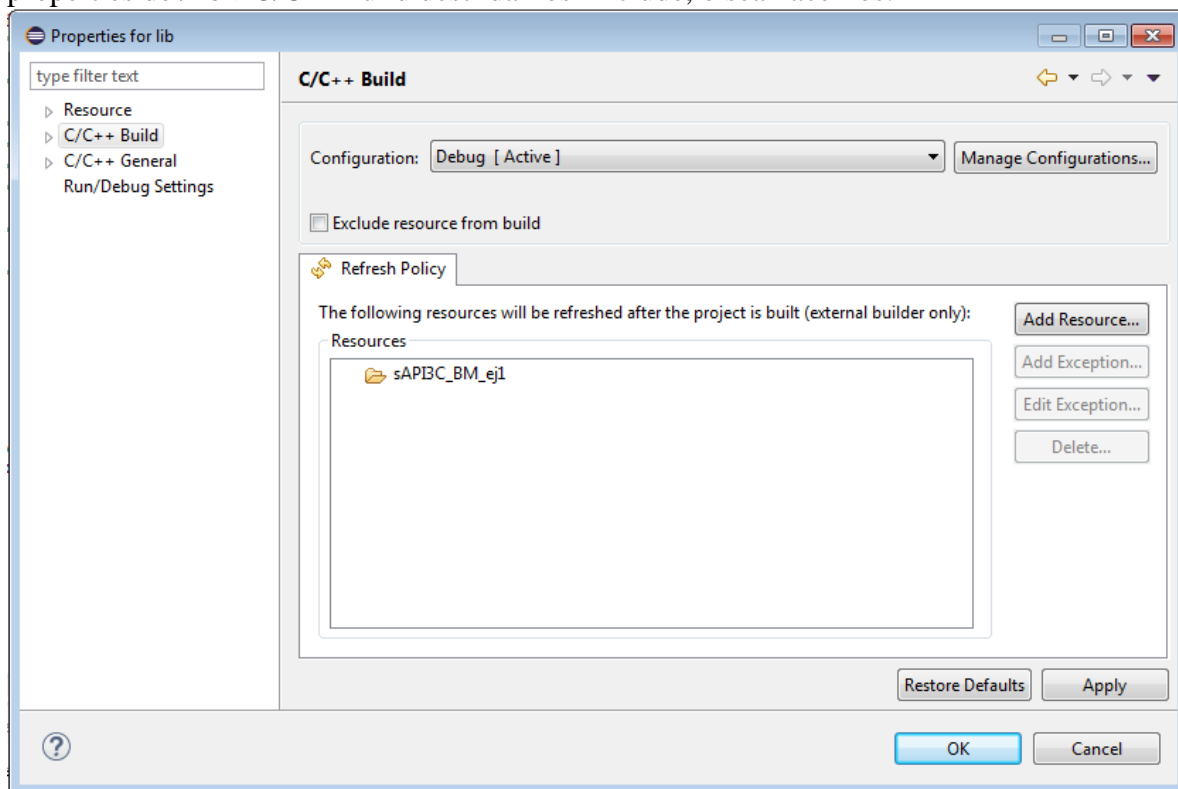 Properties for lib
type filter text
C/C++ Build
Resource
C/C++ Build
C/C++ General
Run/Debug Settings
Configuration:
Debug [ Active ]
Manage Configurations...
Exclude resource from build
Refresh Policy
The following resources will be refreshed after the project is built (external builder only):
Resources
sAPI3C_BM_ej1
Add Resource...
Add Exception...
Edit Exception...
Delete...
Restore Defaults
Apply
OK
Cancel